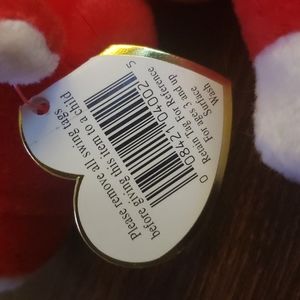 0 08421 04002 5
Retain Tag For Reference
For ages 3 and up
Surface
Wash
Please remove all swing tags
before giving this item to a child